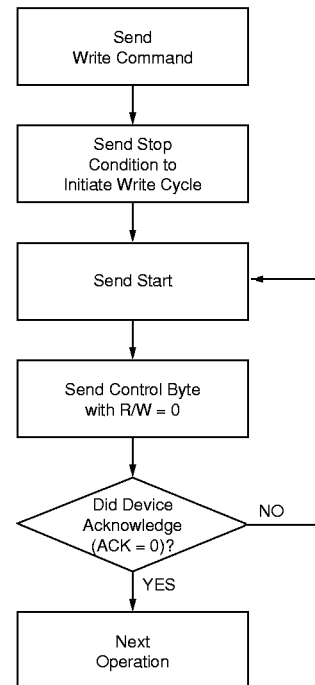 Send
Write Command
Send Stop
Condition to
Initiate Write Cycle
Send Start
Send Control Byte
with R/W = 0
Did Device
Acknowledge
(ACK = 0)?
NO
YES
Next
Operation